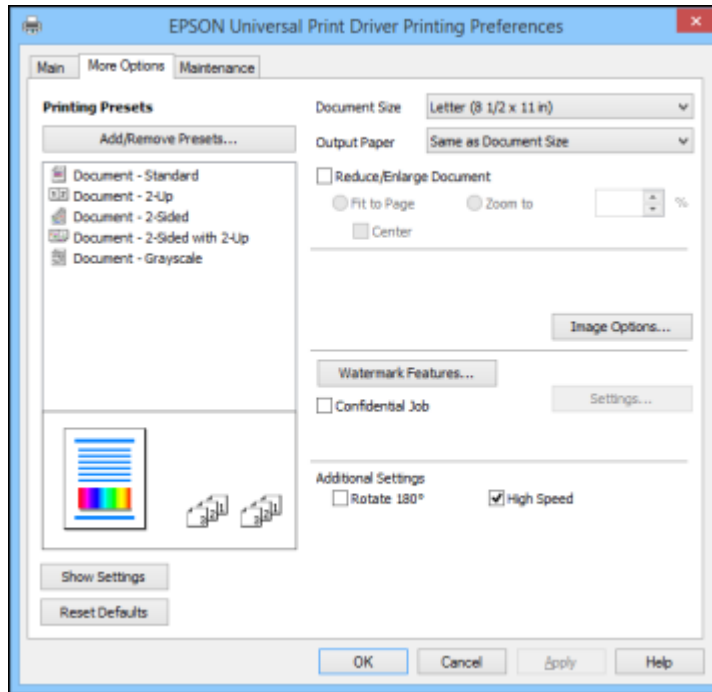 EPSON Universal Print Driver Printing Preferences
Main
More Options
Maintenance
Printing Presets
Add/Remove Presets...
Document - Standard
Document - 2-Up
Document - 2-Sided
Document - 2-Sided with 2-Up
Document - Grayscale
Show Settings
Reset Defaults
Document Size
Letter (8 1/2 x 11 in)
Output Paper
Same as Document Size
Reduce/Enlarge Document
Fit to Page
Zoom to
%
Center
Image Options...
Watermark Features...
Confidential Job
Settings...
Additional Settings
Rotate 180°
High Speed
OK
Cancel
Apply
Help